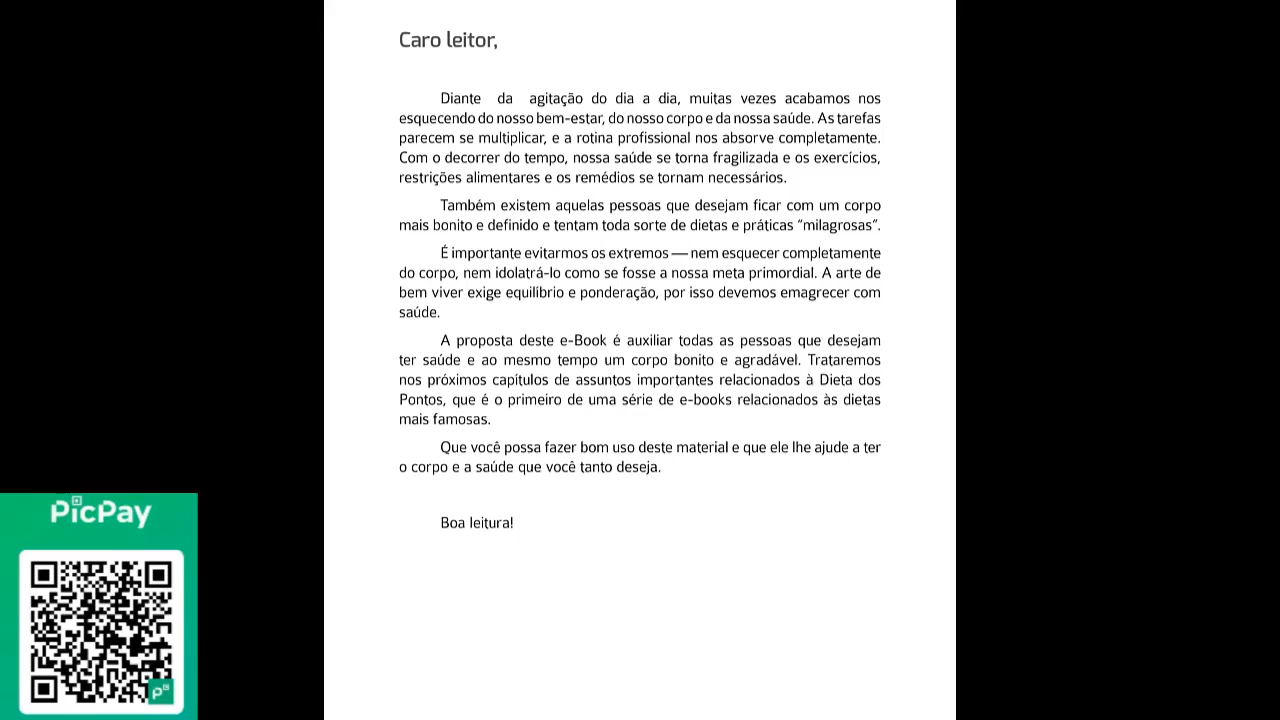 Caro leitor,
Diante da agitação do dia a dia, muitas vezes acabamos nos
esquecendo do nosso bem-estar, do nosso corpo e da nossa saúde. As tarefas
parecem se multiplicar, e a rotina profissional nos absorve completamente.
Com o decorrer do tempo, nossa saúde se torna fragilizada e os exercícios,
restrições alimentares e os remédios se tornam necessários.
Também existem aquelas pessoas que desejam ficar com um corpo
mais bonito e definido e tentam toda sorte de dietas e práticas “milagrosas”.
É importante evitarmos os extremos — nem esquecer completamente
do corpo, nem idolatrá-lo como se fosse a nossa meta primordial. A arte de
bem viver exige equilíbrio e ponderação, por isso devemos emagrecer com
saúde.
A proposta deste e-Book é auxiliar todas as pessoas que desejam
ter saúde e ao mesmo tempo um corpo bonito e agradável. Trataremos
nos próximos capítulos de assuntos importantes relacionados à Dieta dos
Pontos, que é o primeiro de uma série de e-books relacionados às dietas
mais famosas.
Que você possa fazer bom uso deste material e que ele lhe ajude a ter
o corpo e a saúde que você tanto deseja.
Boa leitura!
PicPay